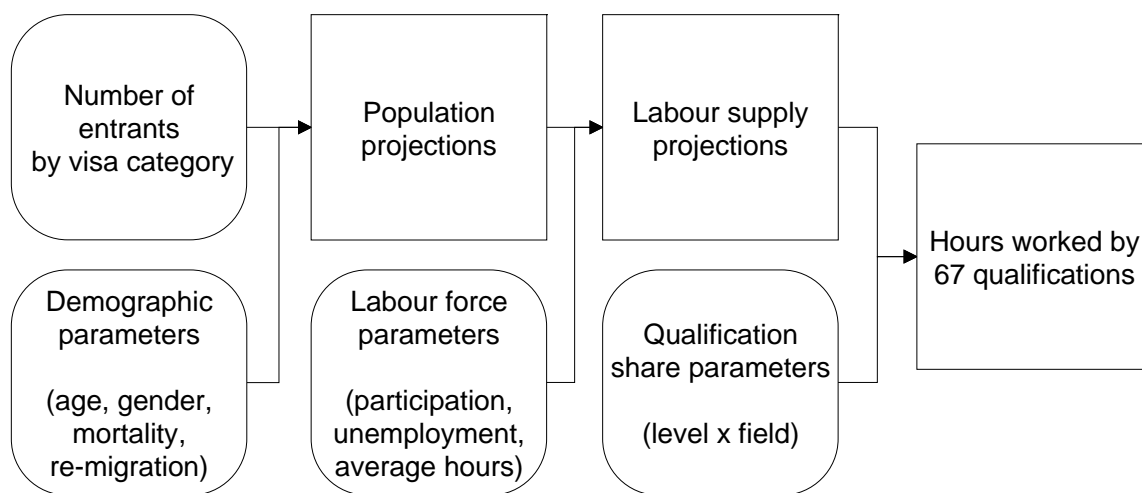 Number of
entrants
by visa category
Population
projections
Labour supply
projections
Hours worked by
67 qualifications
Demographic
parameters
(age, gender,
mortality,
re-migration)
Labour force
parameters
(participation,
unemployment,
average hours)
Qualification
share parameters
(level x field)